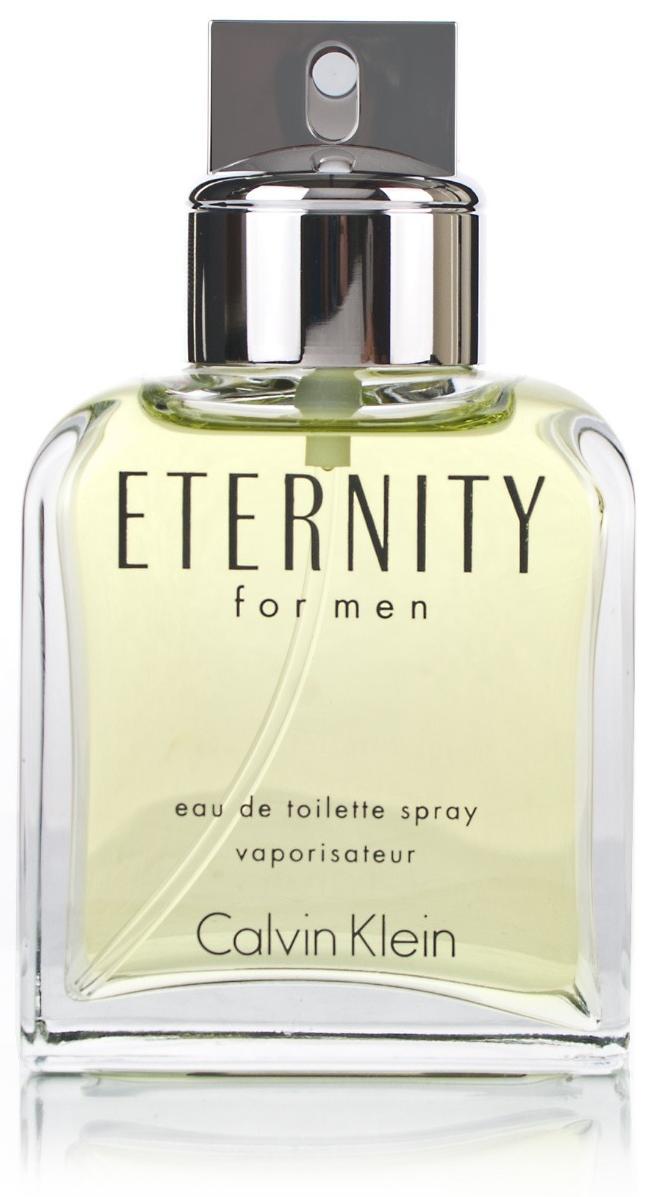 ETERNITY
for men
eau de toilette spray
vaporisateur
Calvin Klein